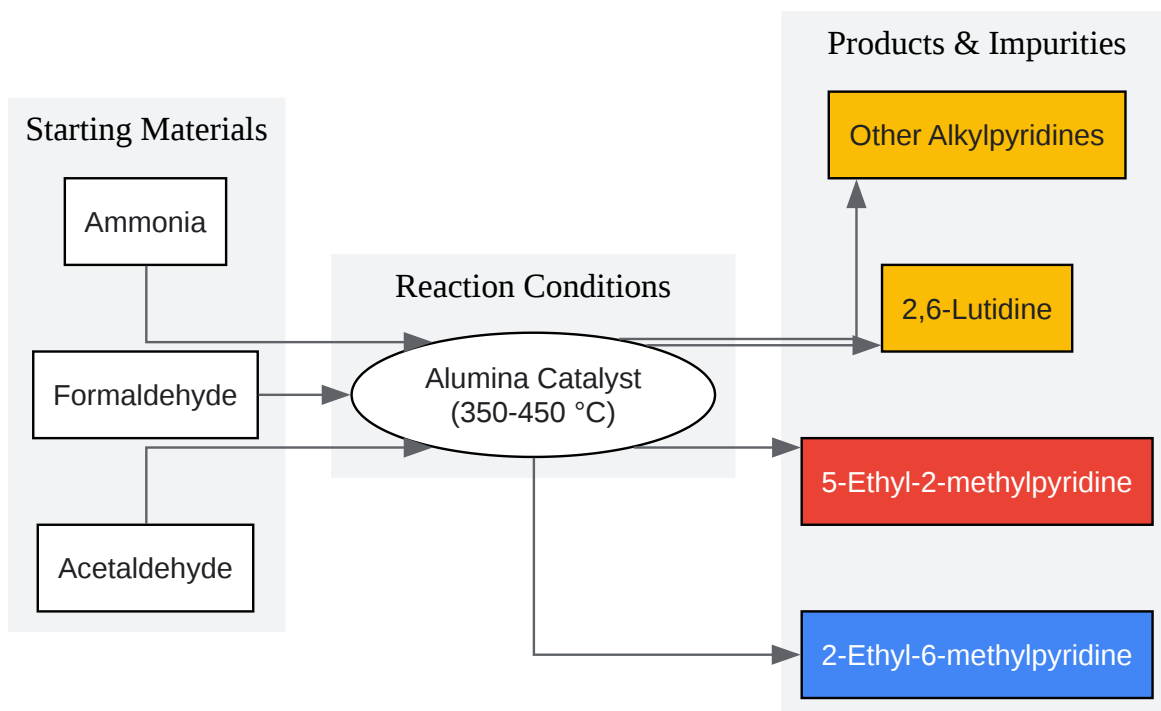 Starting Materials
Ammonia
Formaldehyde
Acetaldehyde
Reaction Conditions
Alumina Catalyst
(350-450 °C)
Products & Impurities
Other Alkylpyridines
2,6-Lutidine
5-Ethyl-2-methylpyridine
2-Ethyl-6-methylpyridine